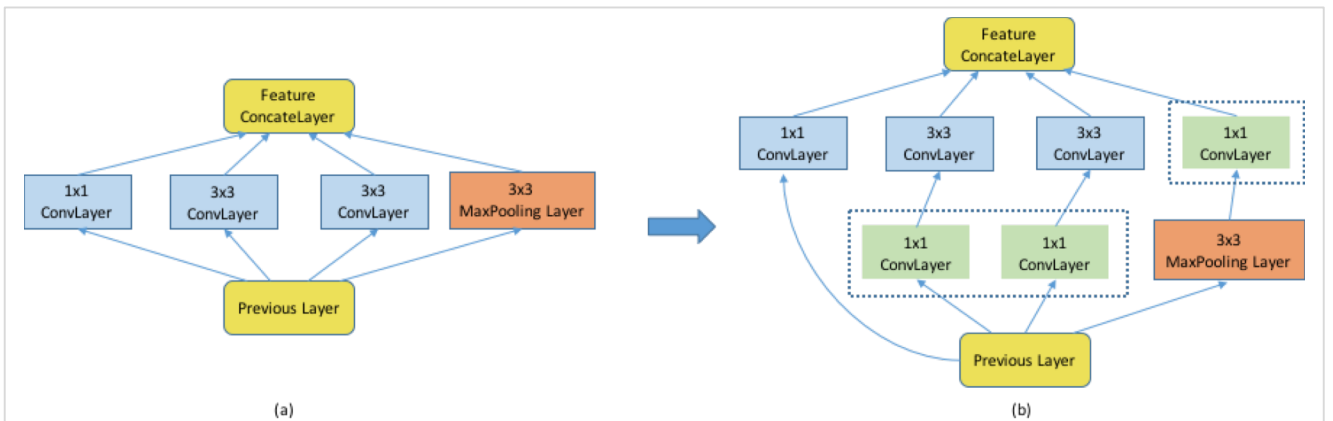 Feature
ConcateLayer
1x1
ConvLayer
3x3
ConvLayer
3x3
ConvLayer
3x3
MaxPooling Layer
Previous Layer
(a)
Feature
ConcateLayer
1x1
ConvLayer
3x3
ConvLayer
3x3
ConvLayer
1x1
ConvLayer
1x1
ConvLayer
1x1
ConvLayer
3x3
MaxPooling Layer
Previous Layer
(b)